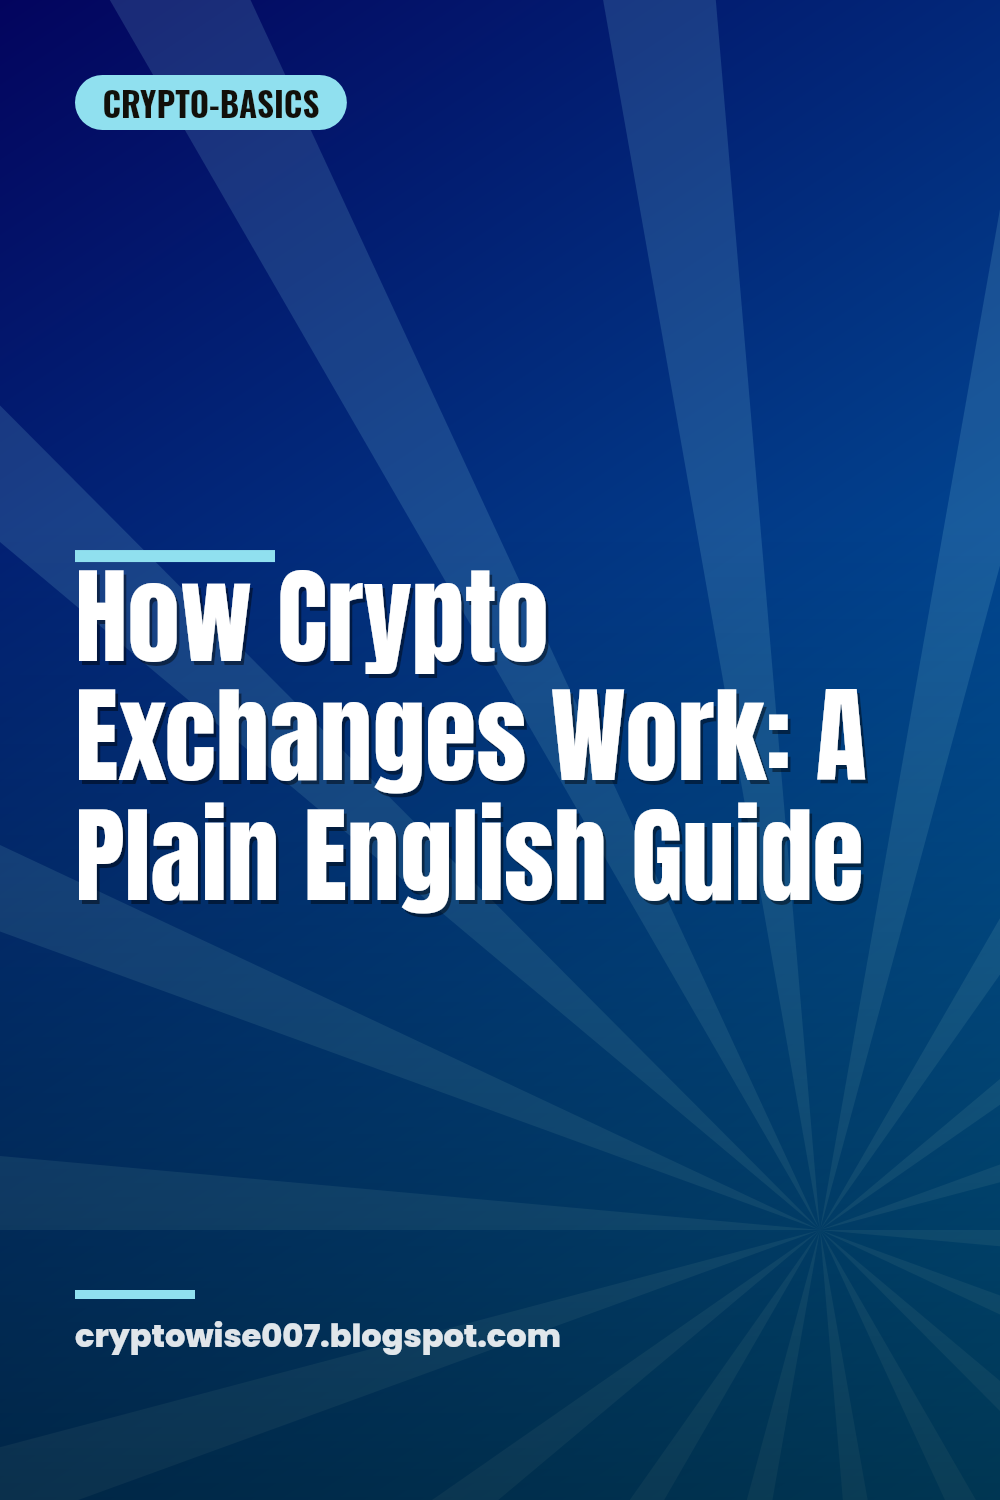 CRYPTO-BASICS
How Crypto
Exchanges Work: A
Plain English Guide
cryptowise007.blogspot.com